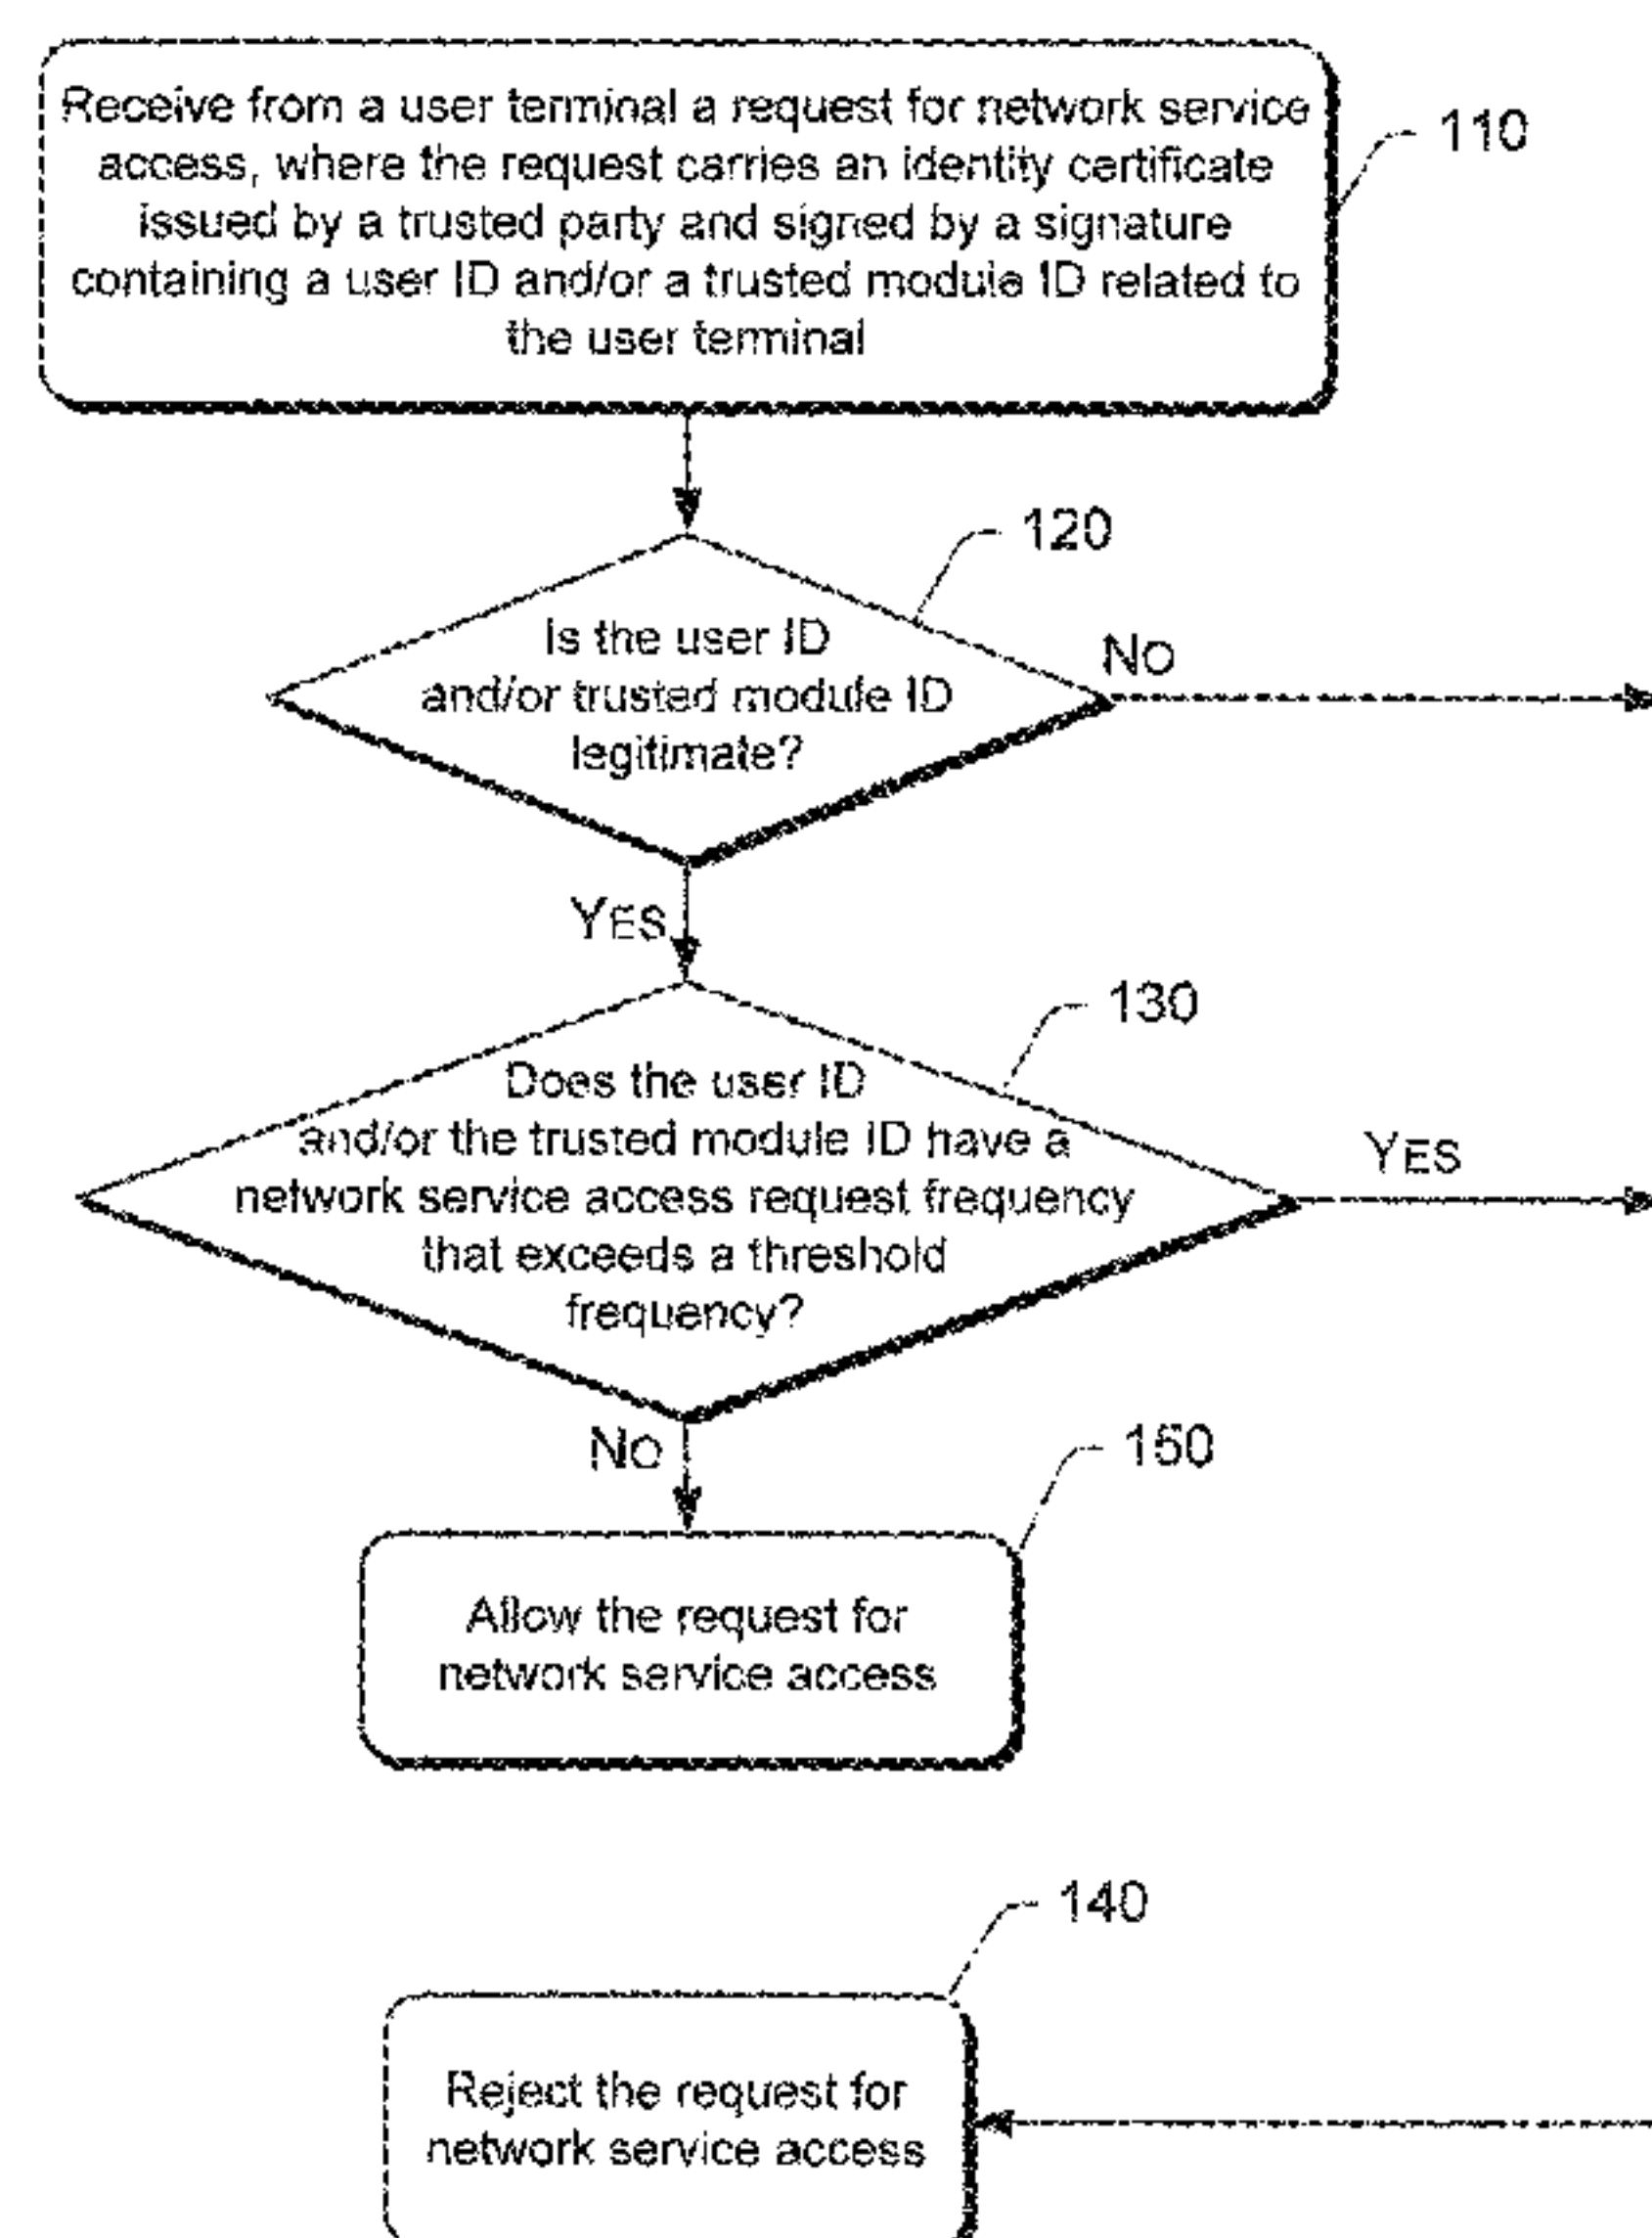 Receive from a user terminal a request for network service
access, where the request carries an identity certificate
issued by a trusted party and signed by a signature
containing a user ID and/or a trusted module ID related to
the user terminal
110
120
Is the user ID
and/or trusted module ID
legitimate?
NO
YES
130
Does the user ID
and/or the trusted module ID have a
network service access request frequency
that exceeds a threshold
frequency?
YES
NO
150
Allow the request for
network service access
140
Reject the request for
network service access